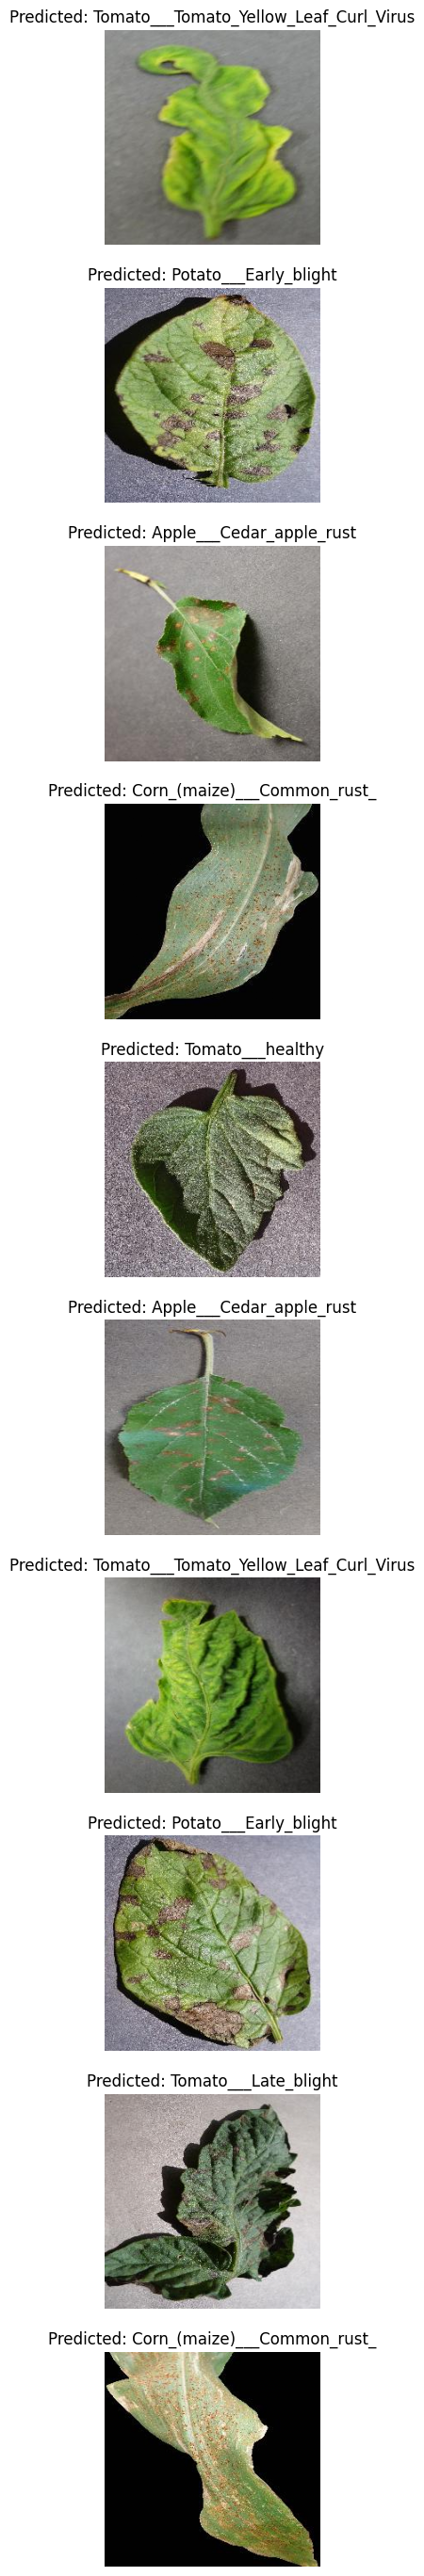 Predicted: Tomato___Tomato_Yellow_Leaf_Curl_Virus
Predicted: Potato___Early_blight
Predicted: Apple___Cedar_apple_rust
Predicted: Corn_(maize)___Common_rust_
Predicted: Tomato___healthy
Predicted: Apple___Cedar_apple_rust
Predicted: Tomato___Tomato_Yellow_Leaf_Curl_Virus
Predicted: Potato___Early_blight
Predicted: Tomato___Late_blight
Predicted: Corn_(maize)___Common_rust_